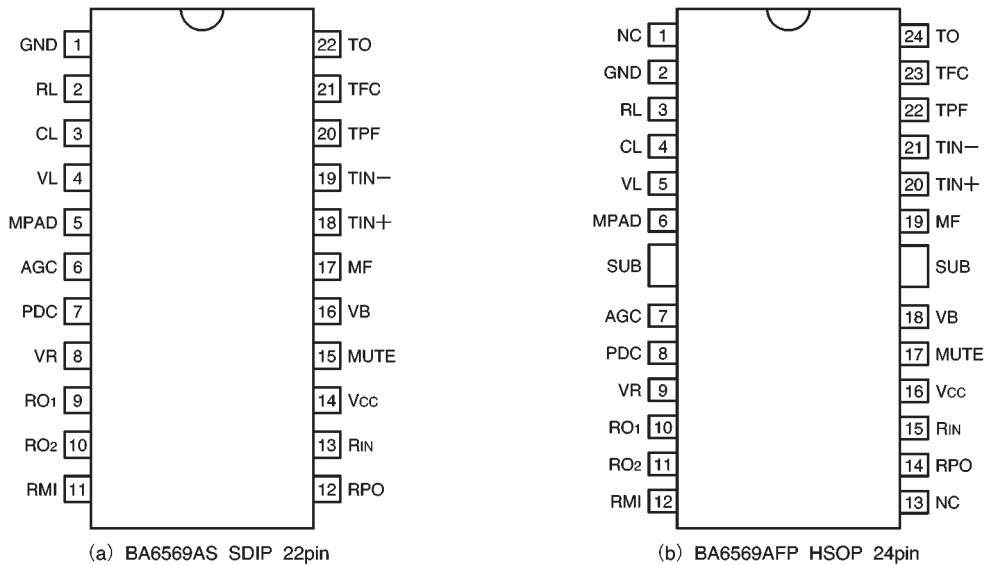 GND 1 22 TO
RL 2 21 TFC
CL 3 20 TPF
VL 4 19 TIN−
MPAD 5 18 TIN+
AGC 6 17 MF
PDC 7 16 VB
VR 8 15 MUTE
RO1 9 14 VCC
RO2 10 13 RIN
RMI 11 12 RPO
(a) BA6569AS SDIP 22pin
NC 1 24 TO
GND 2 23 TFC
RL 3 22 TPF
CL 4 21 TIN−
VL 5 20 TIN+
MPAD 6 19 MF
SUB SUB
AGC 7 18 VB
PDC 8 17 MUTE
VR 9 16 VCC
RO1 10 15 RIN
RO2 11 14 RPO
RMI 12 13 NC
(b) BA6569AFP HSOP 24pin